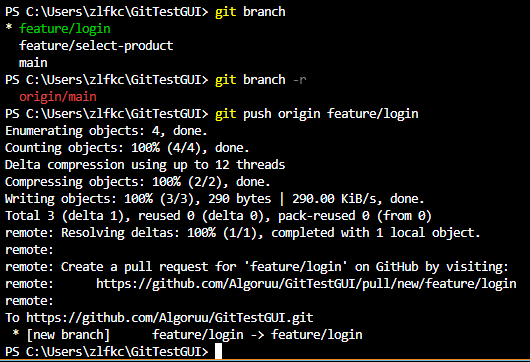 PS C:\Users\zlfkc\GitTestGUI> git branch
* feature/login
  feature/select-product
  main
PS C:\Users\zlfkc\GitTestGUI> git branch -r
  origin/main
PS C:\Users\zlfkc\GitTestGUI> git push origin feature/login
Enumerating objects: 4, done.
Counting objects: 100% (4/4), done.
Delta compression using up to 12 threads
Compressing objects: 100% (2/2), done.
Writing objects: 100% (3/3), 290 bytes | 290.00 KiB/s, done.
Total 3 (delta 1), reused 0 (delta 0), pack-reused 0 (from 0)
remote: Resolving deltas: 100% (1/1), completed with 1 local object.
remote:
remote: Create a pull request for 'feature/login' on GitHub by visiting:
remote:      https://github.com/Algoruu/GitTestGUI/pull/new/feature/login
remote:
To https://github.com/Algoruu/GitTestGUI.git
 * [new branch]      feature/login -> feature/login
PS C:\Users\zlfkc\GitTestGUI>